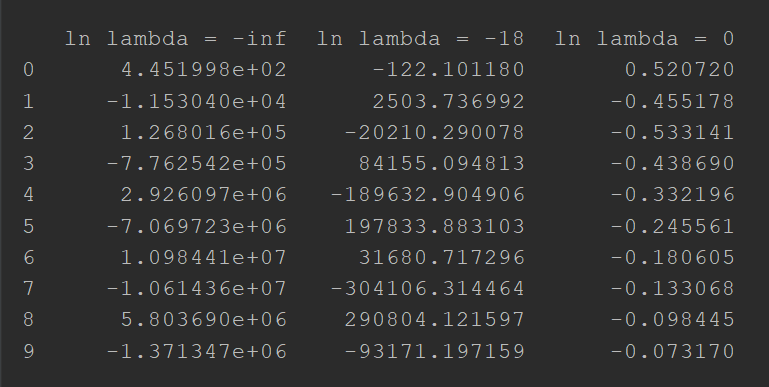 ln lambda = -inf ln lambda = -18 ln lambda = 0
0 4.451998e+02 -122.101180 0.520720
1 -1.153040e+04 2503.736992 -0.455178
2 1.268016e+05 -20210.290078 -0.533141
3 -7.762542e+05 84155.094813 -0.438690
4 2.926097e+06 -189632.904906 -0.332196
5 -7.069723e+06 197833.883103 -0.245561
6 1.098441e+07 31680.717296 -0.180605
7 -1.061436e+07 -304106.314464 -0.133068
8 5.803690e+06 290804.121597 -0.098445
9 -1.371347e+06 -93171.197159 -0.073170